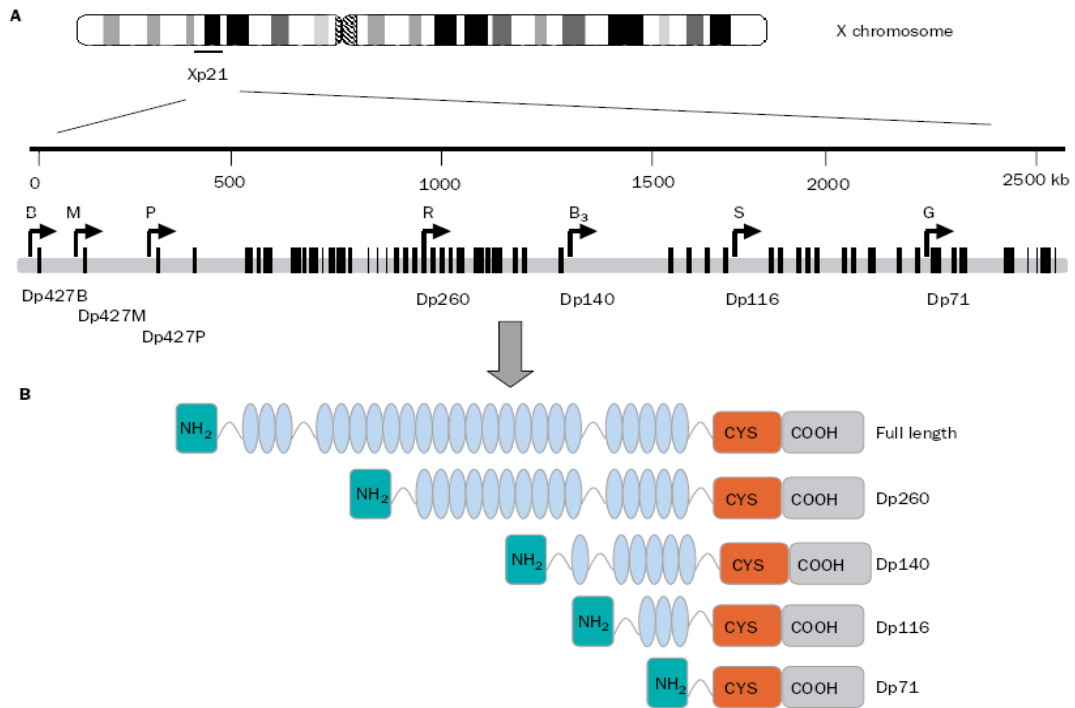 A
X chromosome
Xp21
0 500 1000 1500 2000 2500 kb
B M P R B₃ S G
Dp427B Dp260 Dp140 Dp116 Dp71
Dp427M
Dp427P
B
NH₂ CYS COOH Full length
NH₂ CYS COOH Dp260
NH₂ CYS COOH Dp140
NH₂ CYS COOH Dp116
NH₂ CYS COOH Dp71